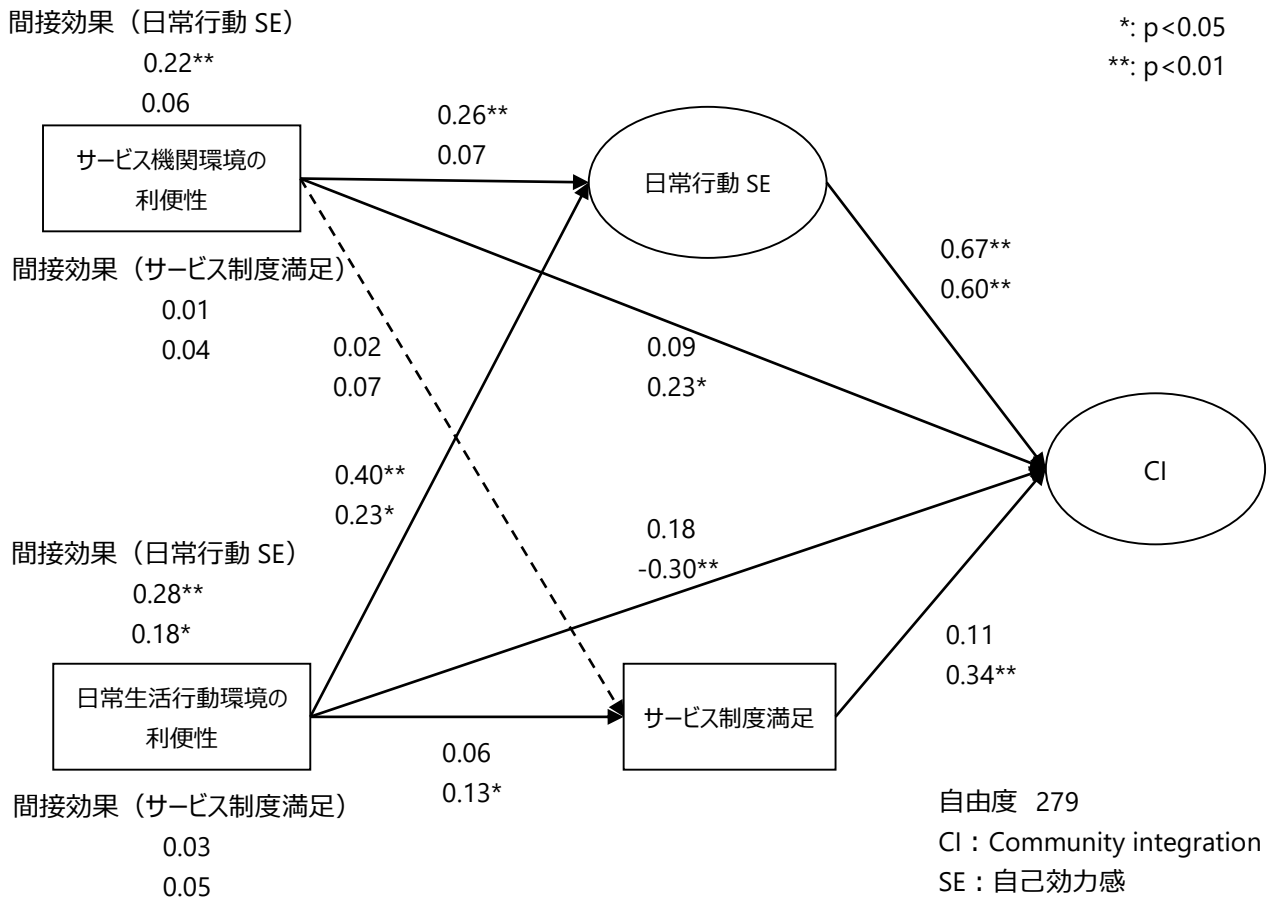 間接効果（日常行動 SE）
0.22**
0.06
*: p<0.05
**: p<0.01
サービス機関環境の
利便性
0.26**
0.07
日常行動 SE
間接効果（サービス制度満足）
0.01
0.04
0.02
0.07
0.09
0.23*
0.67**
0.60**
CI
0.40**
0.23*
0.18
-0.30**
間接効果（日常行動 SE）
0.28**
0.18*
日常生活行動環境の
利便性
0.06
0.13*
サービス制度満足
0.11
0.34**
間接効果（サービス制度満足）
0.03
0.05
自由度 279
CI：Community integration
SE：自己効力感